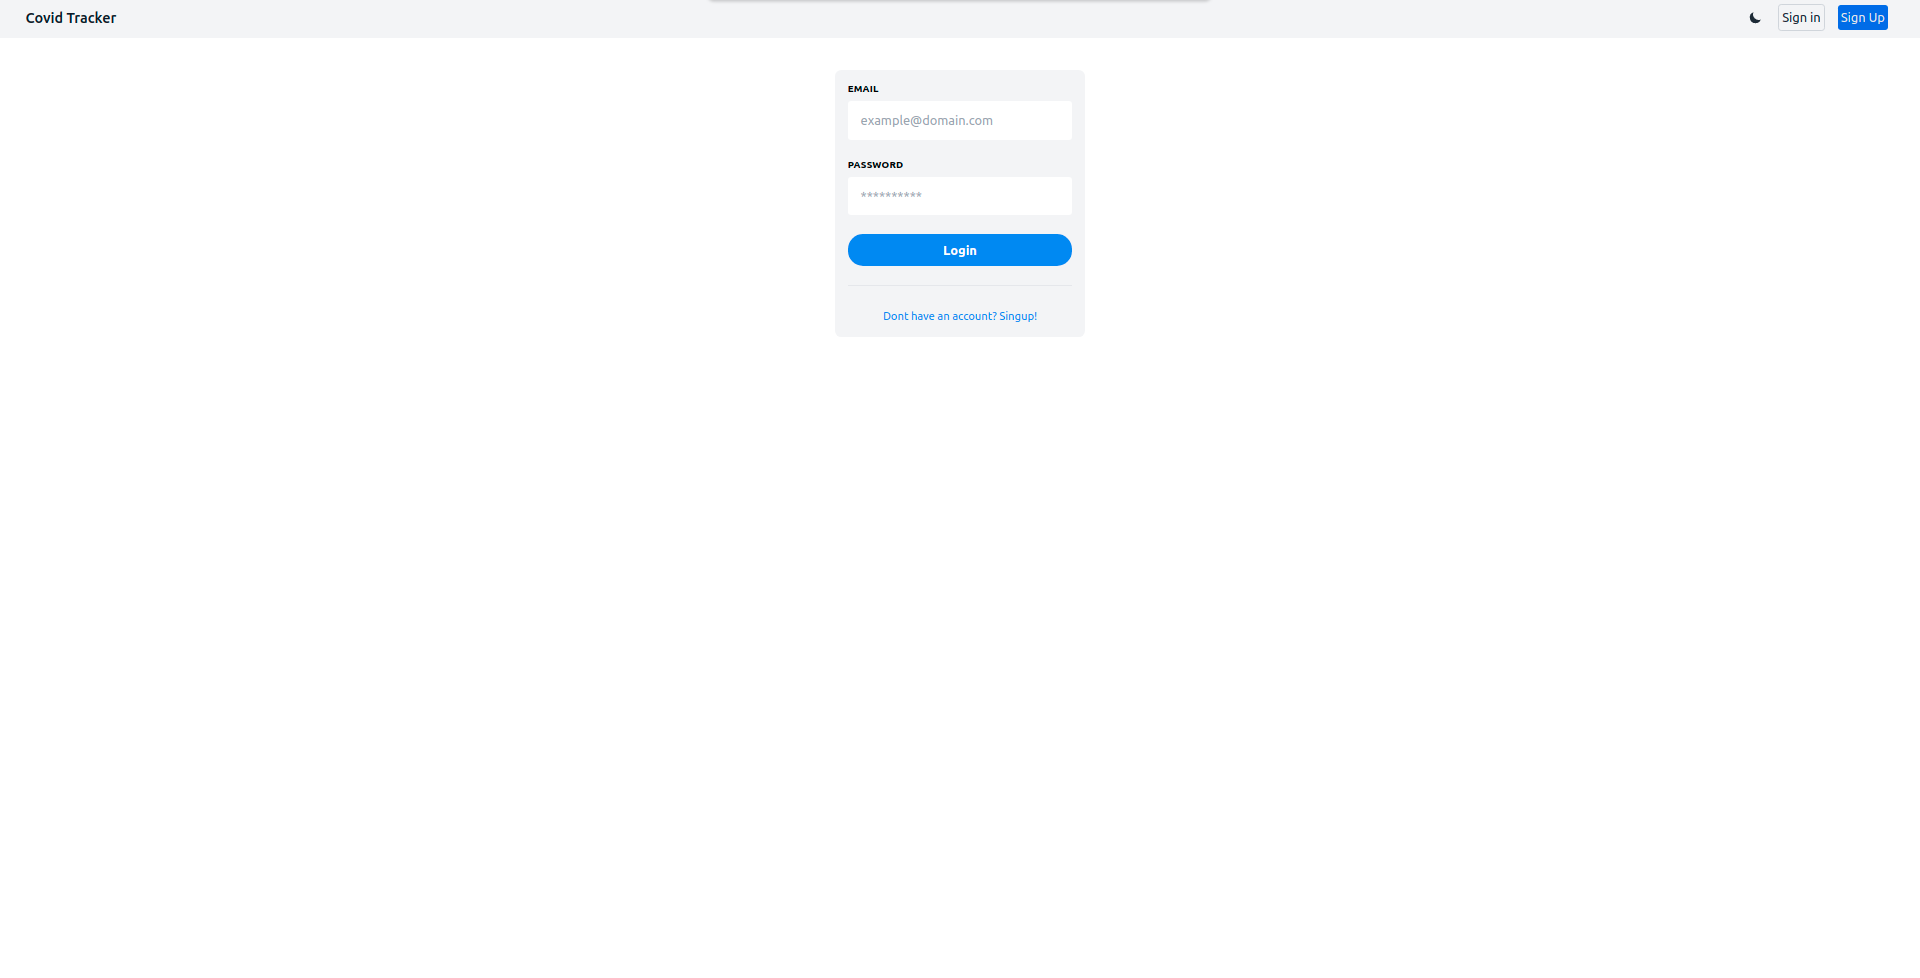 Covid Tracker
Sign in
Sign Up
EMAIL
example@domain.com
PASSWORD
**********
Login
Dont have an account? Singup!